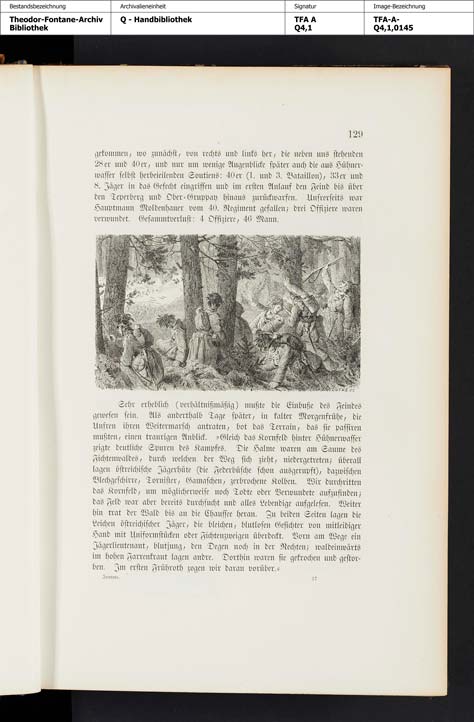 Bestandsbezeichnung Archivalieneinheit Signatur Image-Bezeichnung
Theodor-Fontane-Archiv Q - Handbibliothek TFA A TFA-A-
Bibliothek Q4,1 Q4,1,0145
129
gekommen, wo zunächst, von rechts und links her, die neben uns stehenden
28er und 40er, und nur um wenige Augenblicke später auch die aus Hühner-
wasser selbst herbeieilenden Soutiens: 40er (1. und 3. Bataillon), 33er und
8. Jäger in das Gefecht eingriffen und im ersten Anlauf den Feind bis über
den Teperberg und Ober-Gruppay hinaus zurückwarfen. Unsrerseits war
Hauptmann Moldenhauer vom 40. Regiment gefallen; drei Offiziere waren
verwundet. Gesammtverlust: 4 Offiziere, 46 Mann.
Sehr erheblich (verhältnißmäßig) mußte die Einbuße des Feindes
gewesen sein. Als anderthalb Tage später, in kalter Morgenfrühe, die
Unsren ihren Weitermarsch antraten, bot das Terrain, das sie passiren
mußten, einen traurigen Anblick. »Gleich das Kornfeld hinter Hühnerwasser
zeigte deutliche Spuren des Kampfes. Die Halme waren am Saume des
Fichtenwaldes, durch welchen der Weg sich zieht, niedergetreten; überall
lagen östreichische Jägerhüte (die Federbüsche schon ausgerupft), dazwischen
Blechgeschirre, Tornister, Gamaschen, zerbrochene Kolben. Wir durchritten
das Kornfeld, um möglicherweise noch Todte oder Verwundete aufzufinden;
das Feld war aber bereits durchsucht und alles Lebendige aufgelesen. Weiter
hin trat der Wald bis an die Chaussee heran. Zu beiden Seiten lagen die
Leichen östreichischer Jäger, die bleichen, blutlosen Gesichter von mitleidiger
Hand mit Uniformstücken oder Fichtenzweigen überdeckt. Vorn am Wege ein
Jägerlieutenant, blutjung, den Degen noch in der Rechten; waldeinwärts
im hohen Farrenkraut lagen andre. Dorthin waren sie gekrochen und gestor-
ben. Im ersten Frühroth zogen wir daran vorüber.«
17